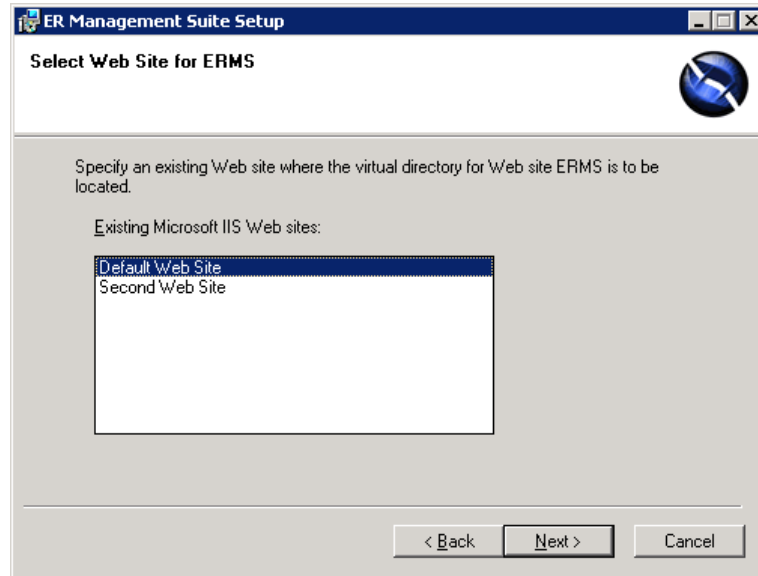 ER Management Suite Setup
Select Web Site for ERMS
Specify an existing Web site where the virtual directory for Web site ERMS is to be
located.
Existing Microsoft IIS Web sites:
Default Web Site
Second Web Site
< Back
Next >
Cancel